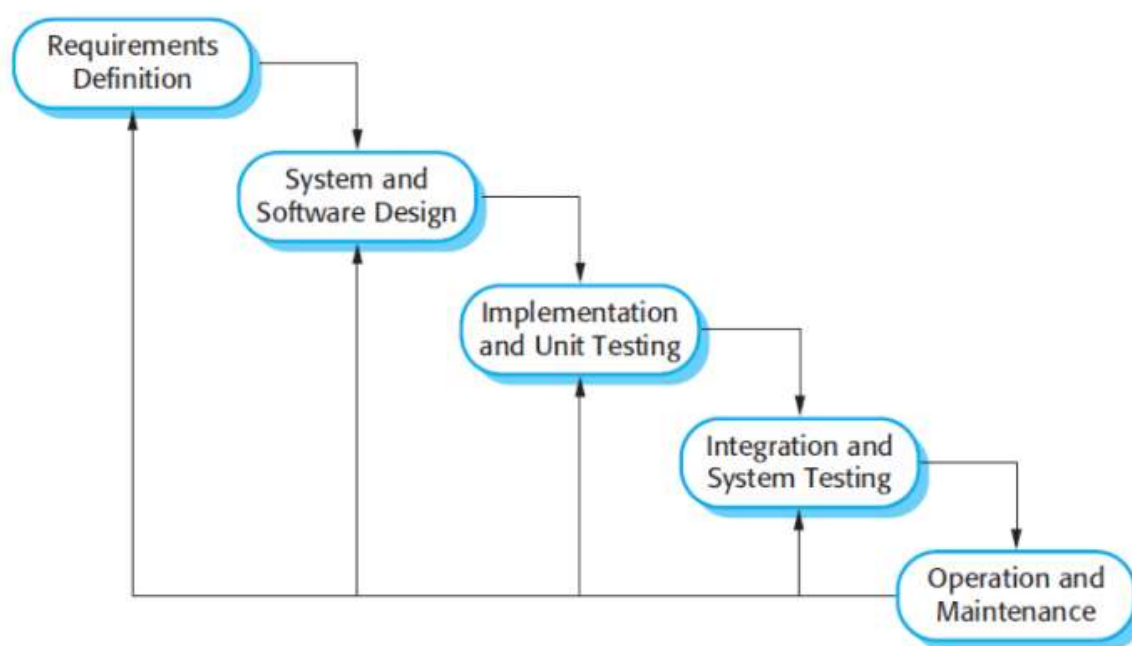 Requirements
Definition
System and
Software Design
Implementation
and Unit Testing
Integration and
System Testing
Operation and
Maintenance